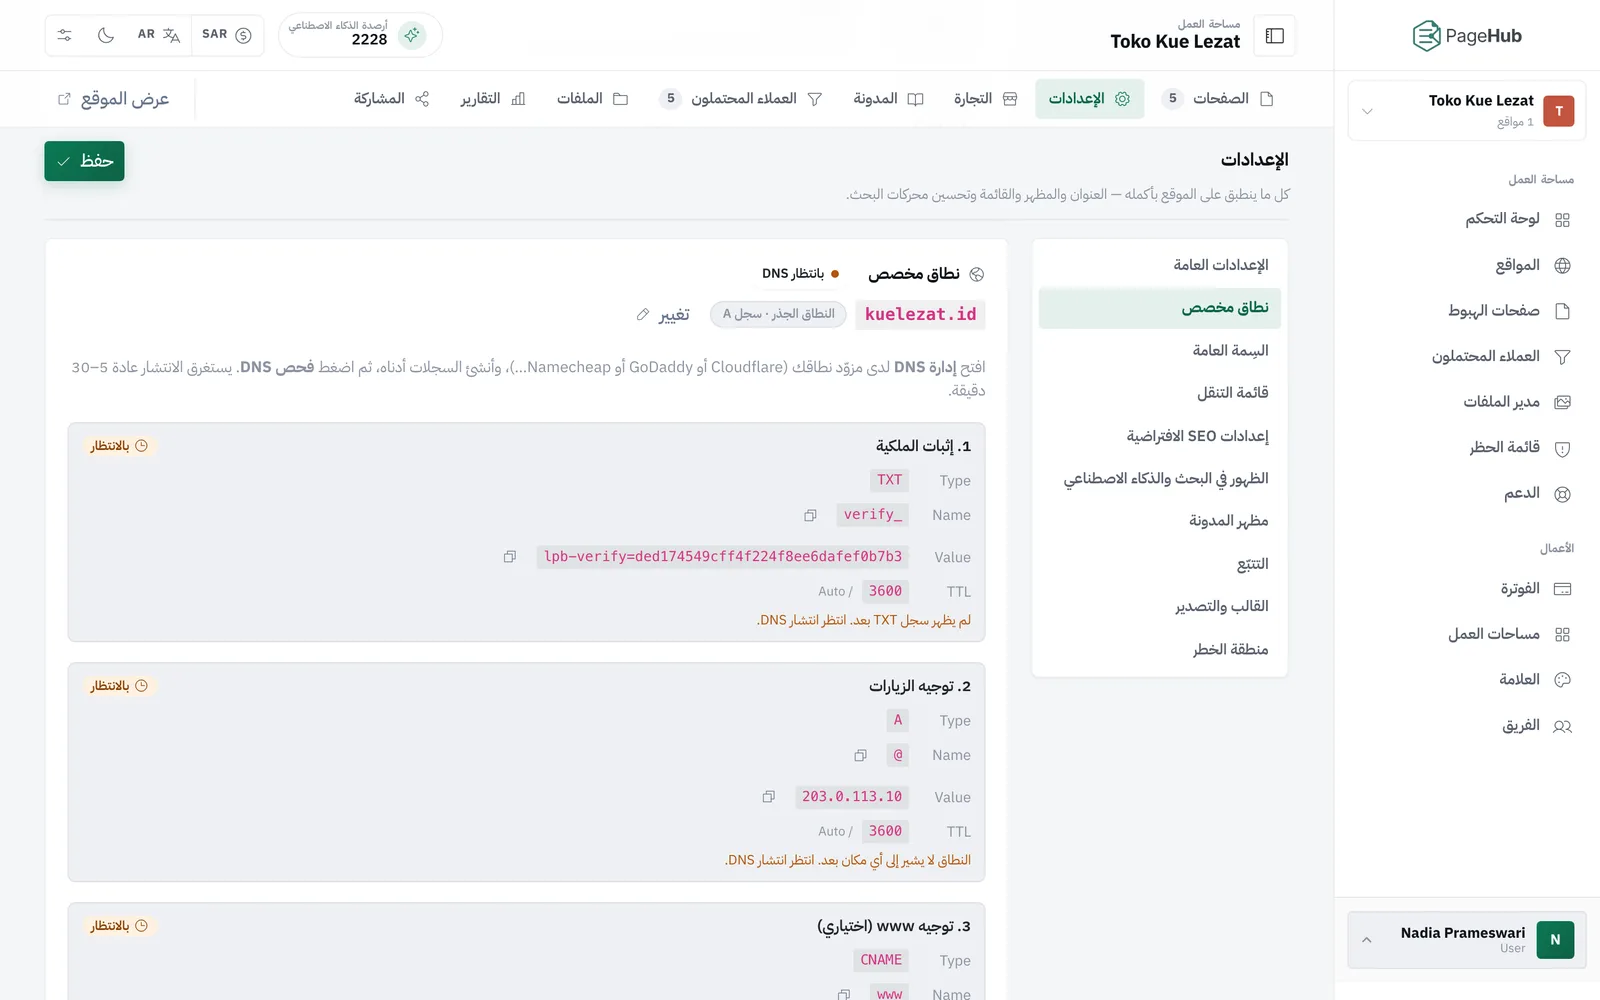 PageHub
Toko Kue Lezat
1 مواقع
T
مساحة العمل
لوحة التحكم
المواقع
صفحات الهبوط
العملاء المحتملون
مدير الملفات
قائمة الحظر
الدعم
الأعمال
الفوترة
مساحات العمل
العلامة
الفريق
Nadia Prameswari
User
N
مساحة العمل
Toko Kue Lezat
أرصدة الذكاء الاصطناعي
2228
SAR
AR
الصفحات 5
الإعدادات
التجارة
المدونة
العملاء المحتملون 5
الملفات
التقارير
المشاركة
عرض الموقع
الإعدادات
كل ما ينطبق على الموقع بأكمله — العنوان والمظهر والقائمة وتحسين محركات البحث.
حفظ
الإعدادات العامة
نطاق مخصص
السِمة العامة
قائمة التنقل
إعدادات SEO الافتراضية
الظهور في البحث والذكاء الاصطناعي
مظهر المدونة
التتبّع
القالب والتصدير
منطقة الخطر
نطاق مخصص
بانتظار DNS
kuelezat.id
النطاق الجذر · سجل A
تغيير
افتح إدارة DNS لدى مزوّد نطاقك (Cloudflare أو GoDaddy أو Namecheap...)، وأنشئ السجلات أدناه، ثم اضغط فحص DNS. يستغرق الانتشار عادة 5–30
دقيقة.
1. إثبات الملكية
بالانتظار
Type TXT
Name _verify
Value lpb-verify=ded174549cff4f224f8ee6dafef0b7b3
TTL 3600 / Auto
لم يظهر سجل TXT بعد. انتظر انتشار DNS.
2. توجيه الزيارات
بالانتظار
Type A
Name @
Value 203.0.113.10
TTL 3600 / Auto
النطاق لا يشير إلى أي مكان بعد. انتظر انتشار DNS.
3. توجيه www (اختياري)
بالانتظار
Type CNAME
Name www